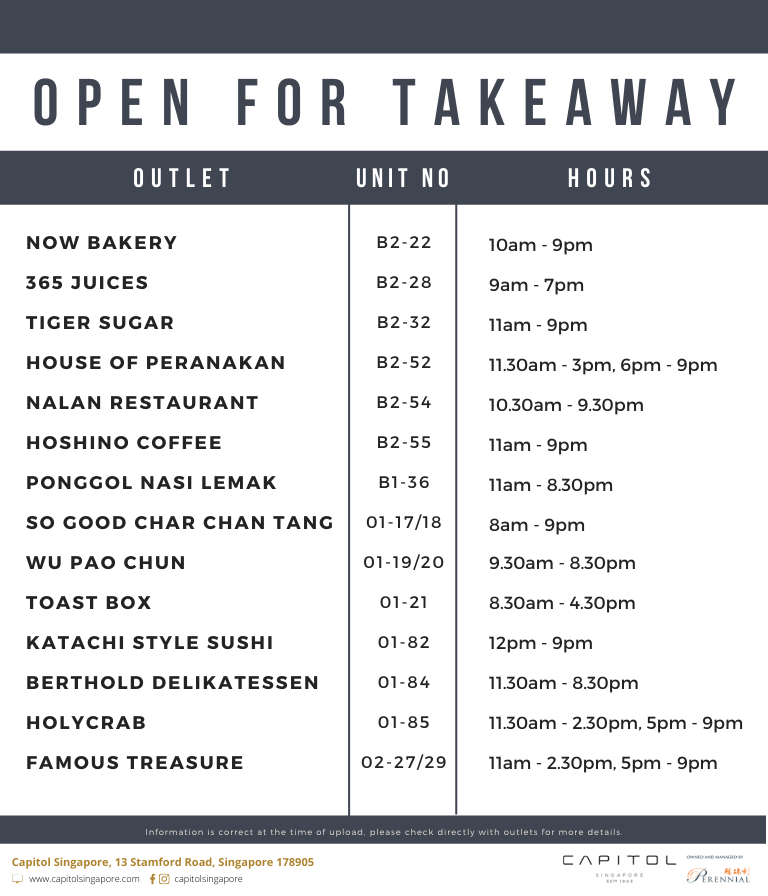 OPEN FOR TAKEAWAY
OUTLET UNIT NO HOURS
NOW BAKERY B2-22 10am - 9pm
365 JUICES B2-28 9am - 7pm
TIGER SUGAR B2-32 11am - 9pm
HOUSE OF PERANAKAN B2-52 11.30am - 3pm, 6pm - 9pm
NALAN RESTAURANT B2-54 10.30am - 9.30pm
HOSHINO COFFEE B2-55 11am - 9pm
PONGGOL NASI LEMAK B1-36 11am - 8.30pm
SO GOOD CHAR CHAN TANG 01-17/18 8am - 9pm
WU PAO CHUN 01-19/20 9.30am - 8.30pm
TOAST BOX 01-21 8.30am - 4.30pm
KATACHI STYLE SUSHI 01-82 12pm - 9pm
BERTHOLD DELIKATESSEN 01-84 11.30am - 8.30pm
HOLYCRAB 01-85 11.30am - 2.30pm, 5pm - 9pm
FAMOUS TREASURE 02-27/29 11am - 2.30pm, 5pm - 9pm
Information is correct at the time of upload, please check directly with outlets for more details.
Capitol Singapore, 13 Stamford Road, Singapore 178905
www.capitolsingapore.com capitolsingapore
CAPITOL
SINGAPORE
OWNED AND MANAGED BY
PERENNIAL